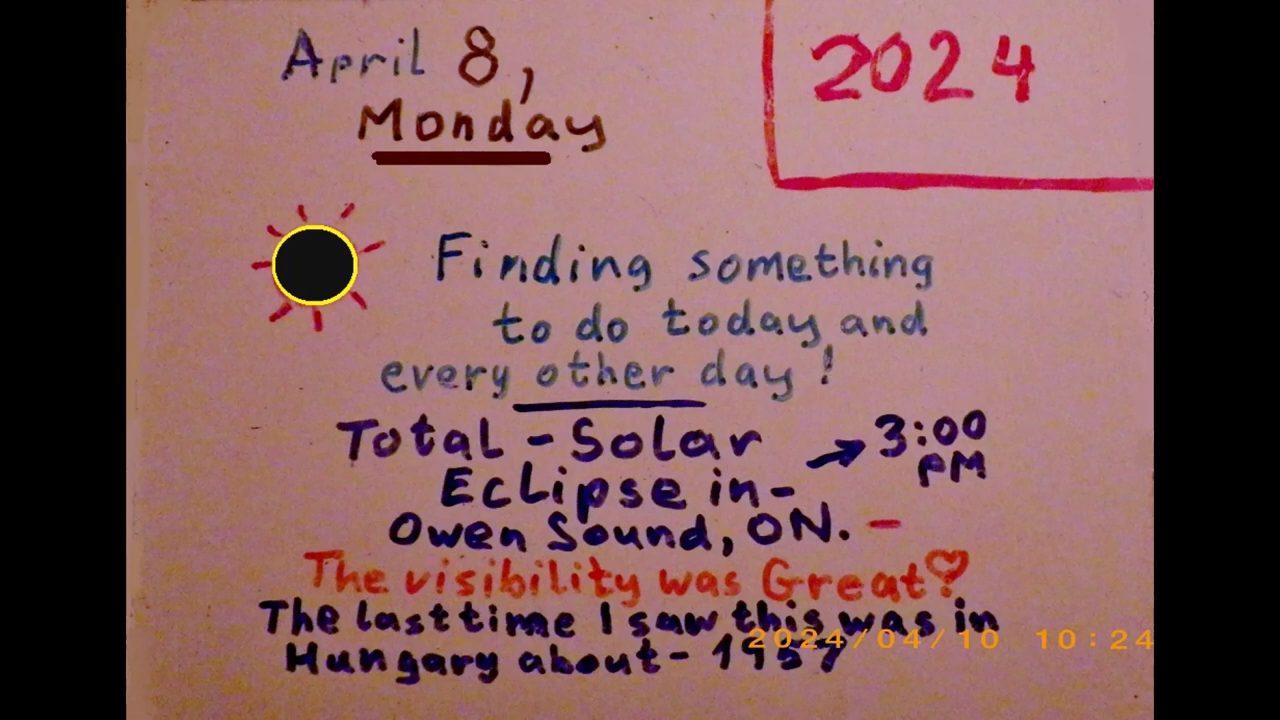 April 8,
Monday
2024
Finding something
to do today and
every other day!
Total - Solar
Eclipse in -
→ 3:00
PM
Owen Sound, ON. -
The visibility was Great♡
The last time I saw this was in
Hungary about - 1957
2024/04/10 10:24